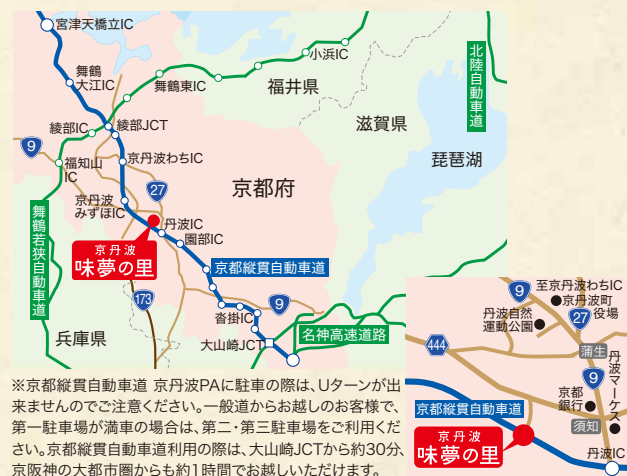 宮津天橋立IC
小浜IC
北陸自動車道
舞鶴
大江IC
舞鶴東IC
福井県
滋賀県
綾部IC
綾部JCT
9
琵琶湖
福知山
IC
京丹波わちIC
27
京都府
京丹波
みずほIC
丹波IC
園部IC
舞鶴若狭自動車道
京丹波
味夢の里
京都縦貫自動車道
173
9
沓掛IC
兵庫県
大山崎JCT
名神高速道路
9
至京丹波わちIC
京丹波町
役場
27
丹波自然
運動公園
444
蒲生
9
丹波マーケス
京都
銀行
京都縦貫自動車道
須知
京丹波
味夢の里
丹波IC
※京都縦貫自動車道 京丹波PAに駐車の際は、Uターンが出
来ませんのでご注意ください。一般道からお越しのお客様で、
第一駐車場が満車の場合は、第二・第三駐車場をご利用くだ
さい。京都縦貫自動車道利用の際は、大山崎JCTから約30分、
京阪神の大都市圏からも約1時間でお越しいただけます。